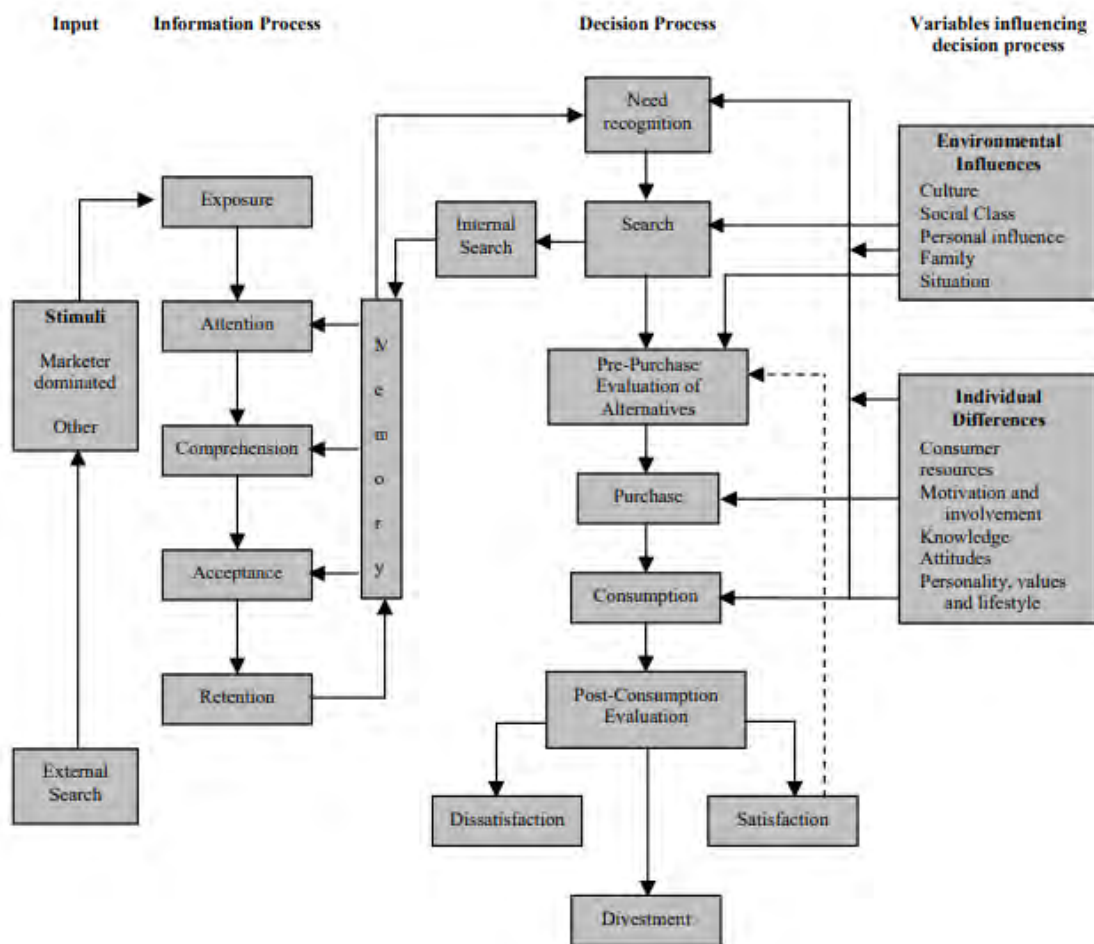 Input
Information Process
Decision Process
Variables influencing
decision process
Need
recognition
Environmental
Influences
Culture
Social Class
Personal influence
Family
Situation
Exposure
Internal
Search
Search
Stimuli
Marketer
dominated
Other
Attention
Memory
Pre-Purchase
Evaluation of
Alternatives
Individual
Differences
Consumer
resources
Motivation and
involvement
Knowledge
Attitudes
Personality, values
and lifestyle
Comprehension
Purchase
Acceptance
Consumption
Retention
Post-Consumption
Evaluation
External
Search
Dissatisfaction
Satisfaction
Divestment